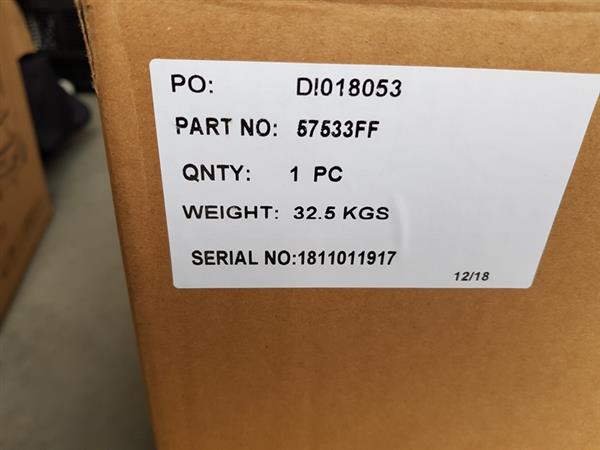 PO: DI018053
PART NO: 57533FF
QNTY: 1 PC
WEIGHT: 32.5 KGS
SERIAL NO:1811011917
12/18